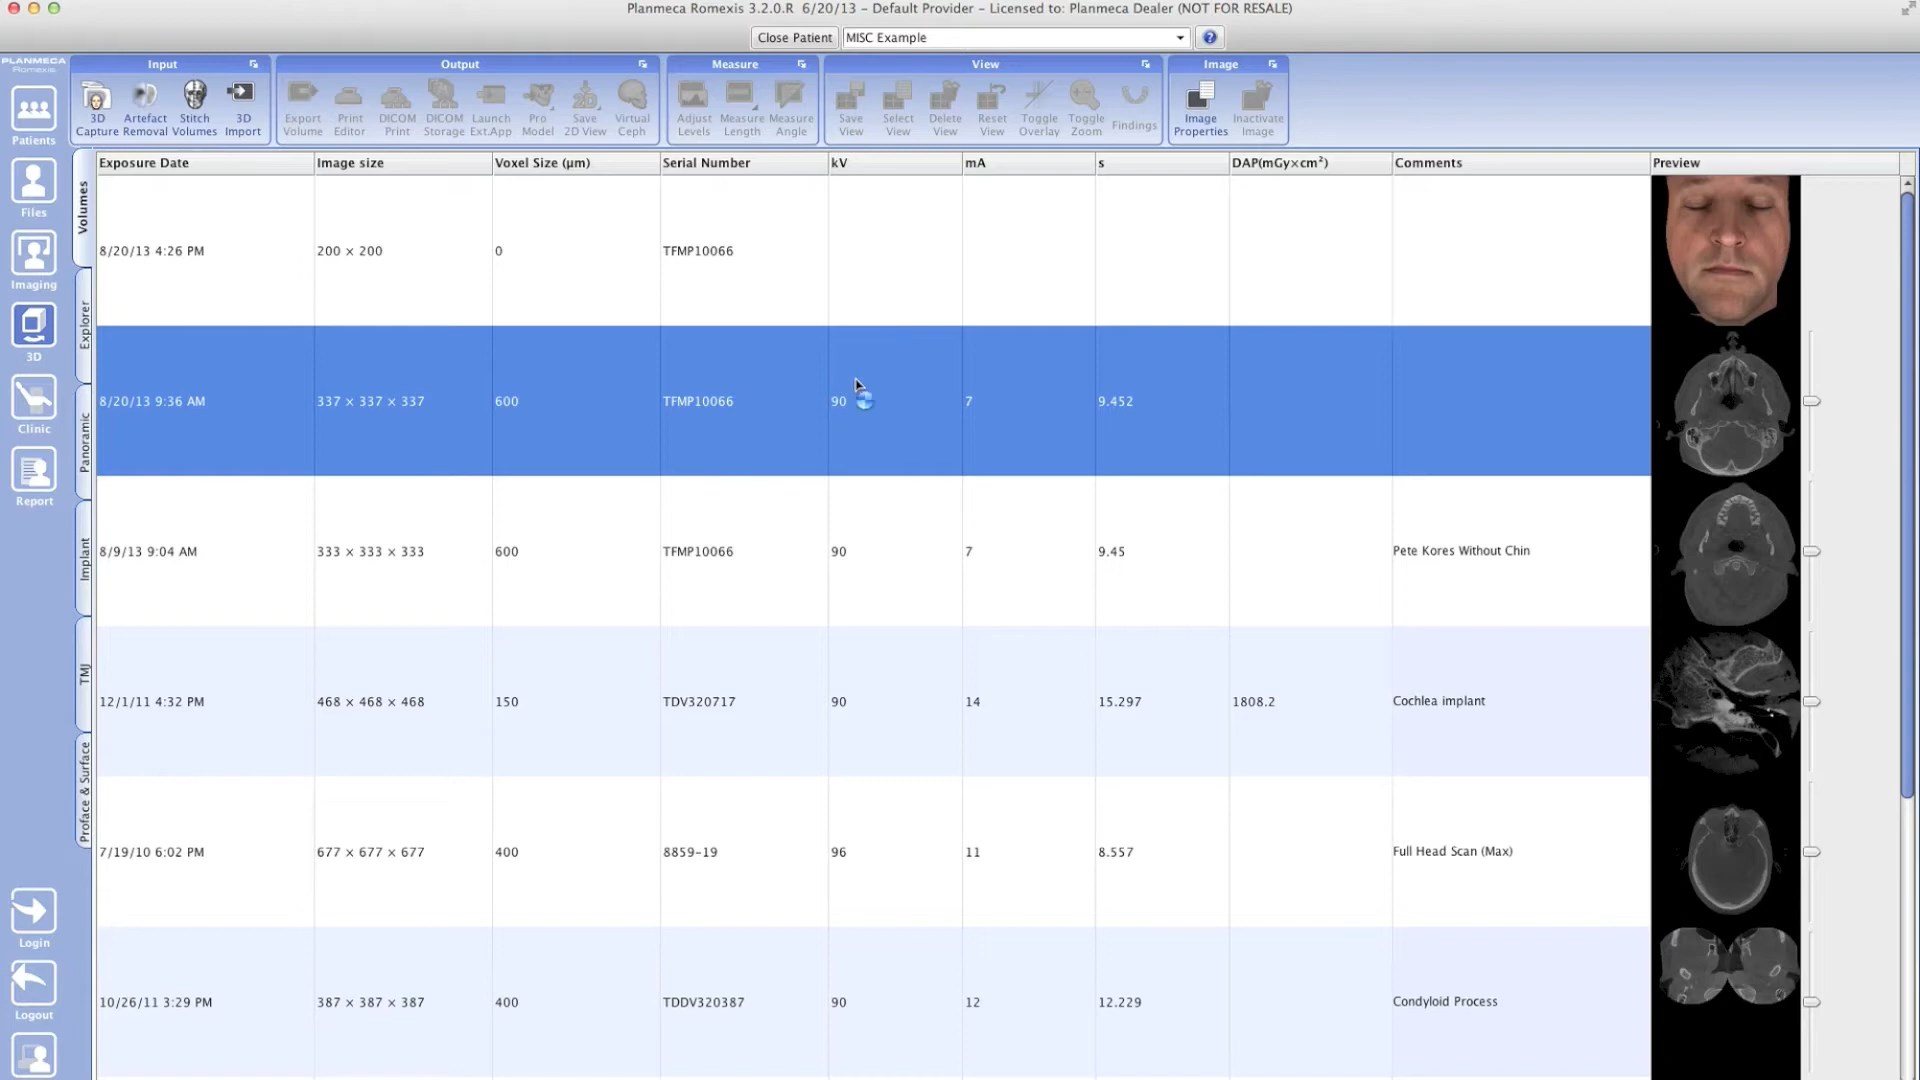 Planmeca Romexis 3.2.0.R  6/20/13 – Default Provider – Licensed to: Planmeca Dealer (NOT FOR RESALE)
Close Patient MISC Example ?
PLANMECA
Romexis
Input Output Measure View Image
3D Capture
Artefact Removal
Stitch Volumes
3D Import
Export Volume
Print Editor
DICOM Print
DICOM Storage
Launch Ext.App
Pro Model
Save 2D View
Virtual Ceph
Adjust Levels
Measure Length
Measure Angle
Save View
Select View
Delete View
Reset View
Toggle Overlay
Toggle Zoom
Findings
Image Properties
Inactivate Image
Patients
Files
Imaging
3D
Clinic
Report
Login
Logout
Volumes
Explorer
Panoramic
Implant
TMJ
Proface & Surface
Exposure Date Image size Voxel Size (µm) Serial Number kV mA s DAP(mGy×cm²) Comments Preview
8/20/13 4:26 PM 200 × 200 0 TFMP10066
8/20/13 9:36 AM 337 × 337 × 337 600 TFMP10066 90 7 9.452
8/9/13 9:04 AM 333 × 333 × 333 600 TFMP10066 90 7 9.45 Pete Kores Without Chin
12/1/11 4:32 PM 468 × 468 × 468 150 TDV320717 90 14 15.297 1808.2 Cochlea implant
7/19/10 6:02 PM 677 × 677 × 677 400 8859–19 96 11 8.557 Full Head Scan (Max)
10/26/11 3:29 PM 387 × 387 × 387 400 TDDV320387 90 12 12.229 Condyloid Process